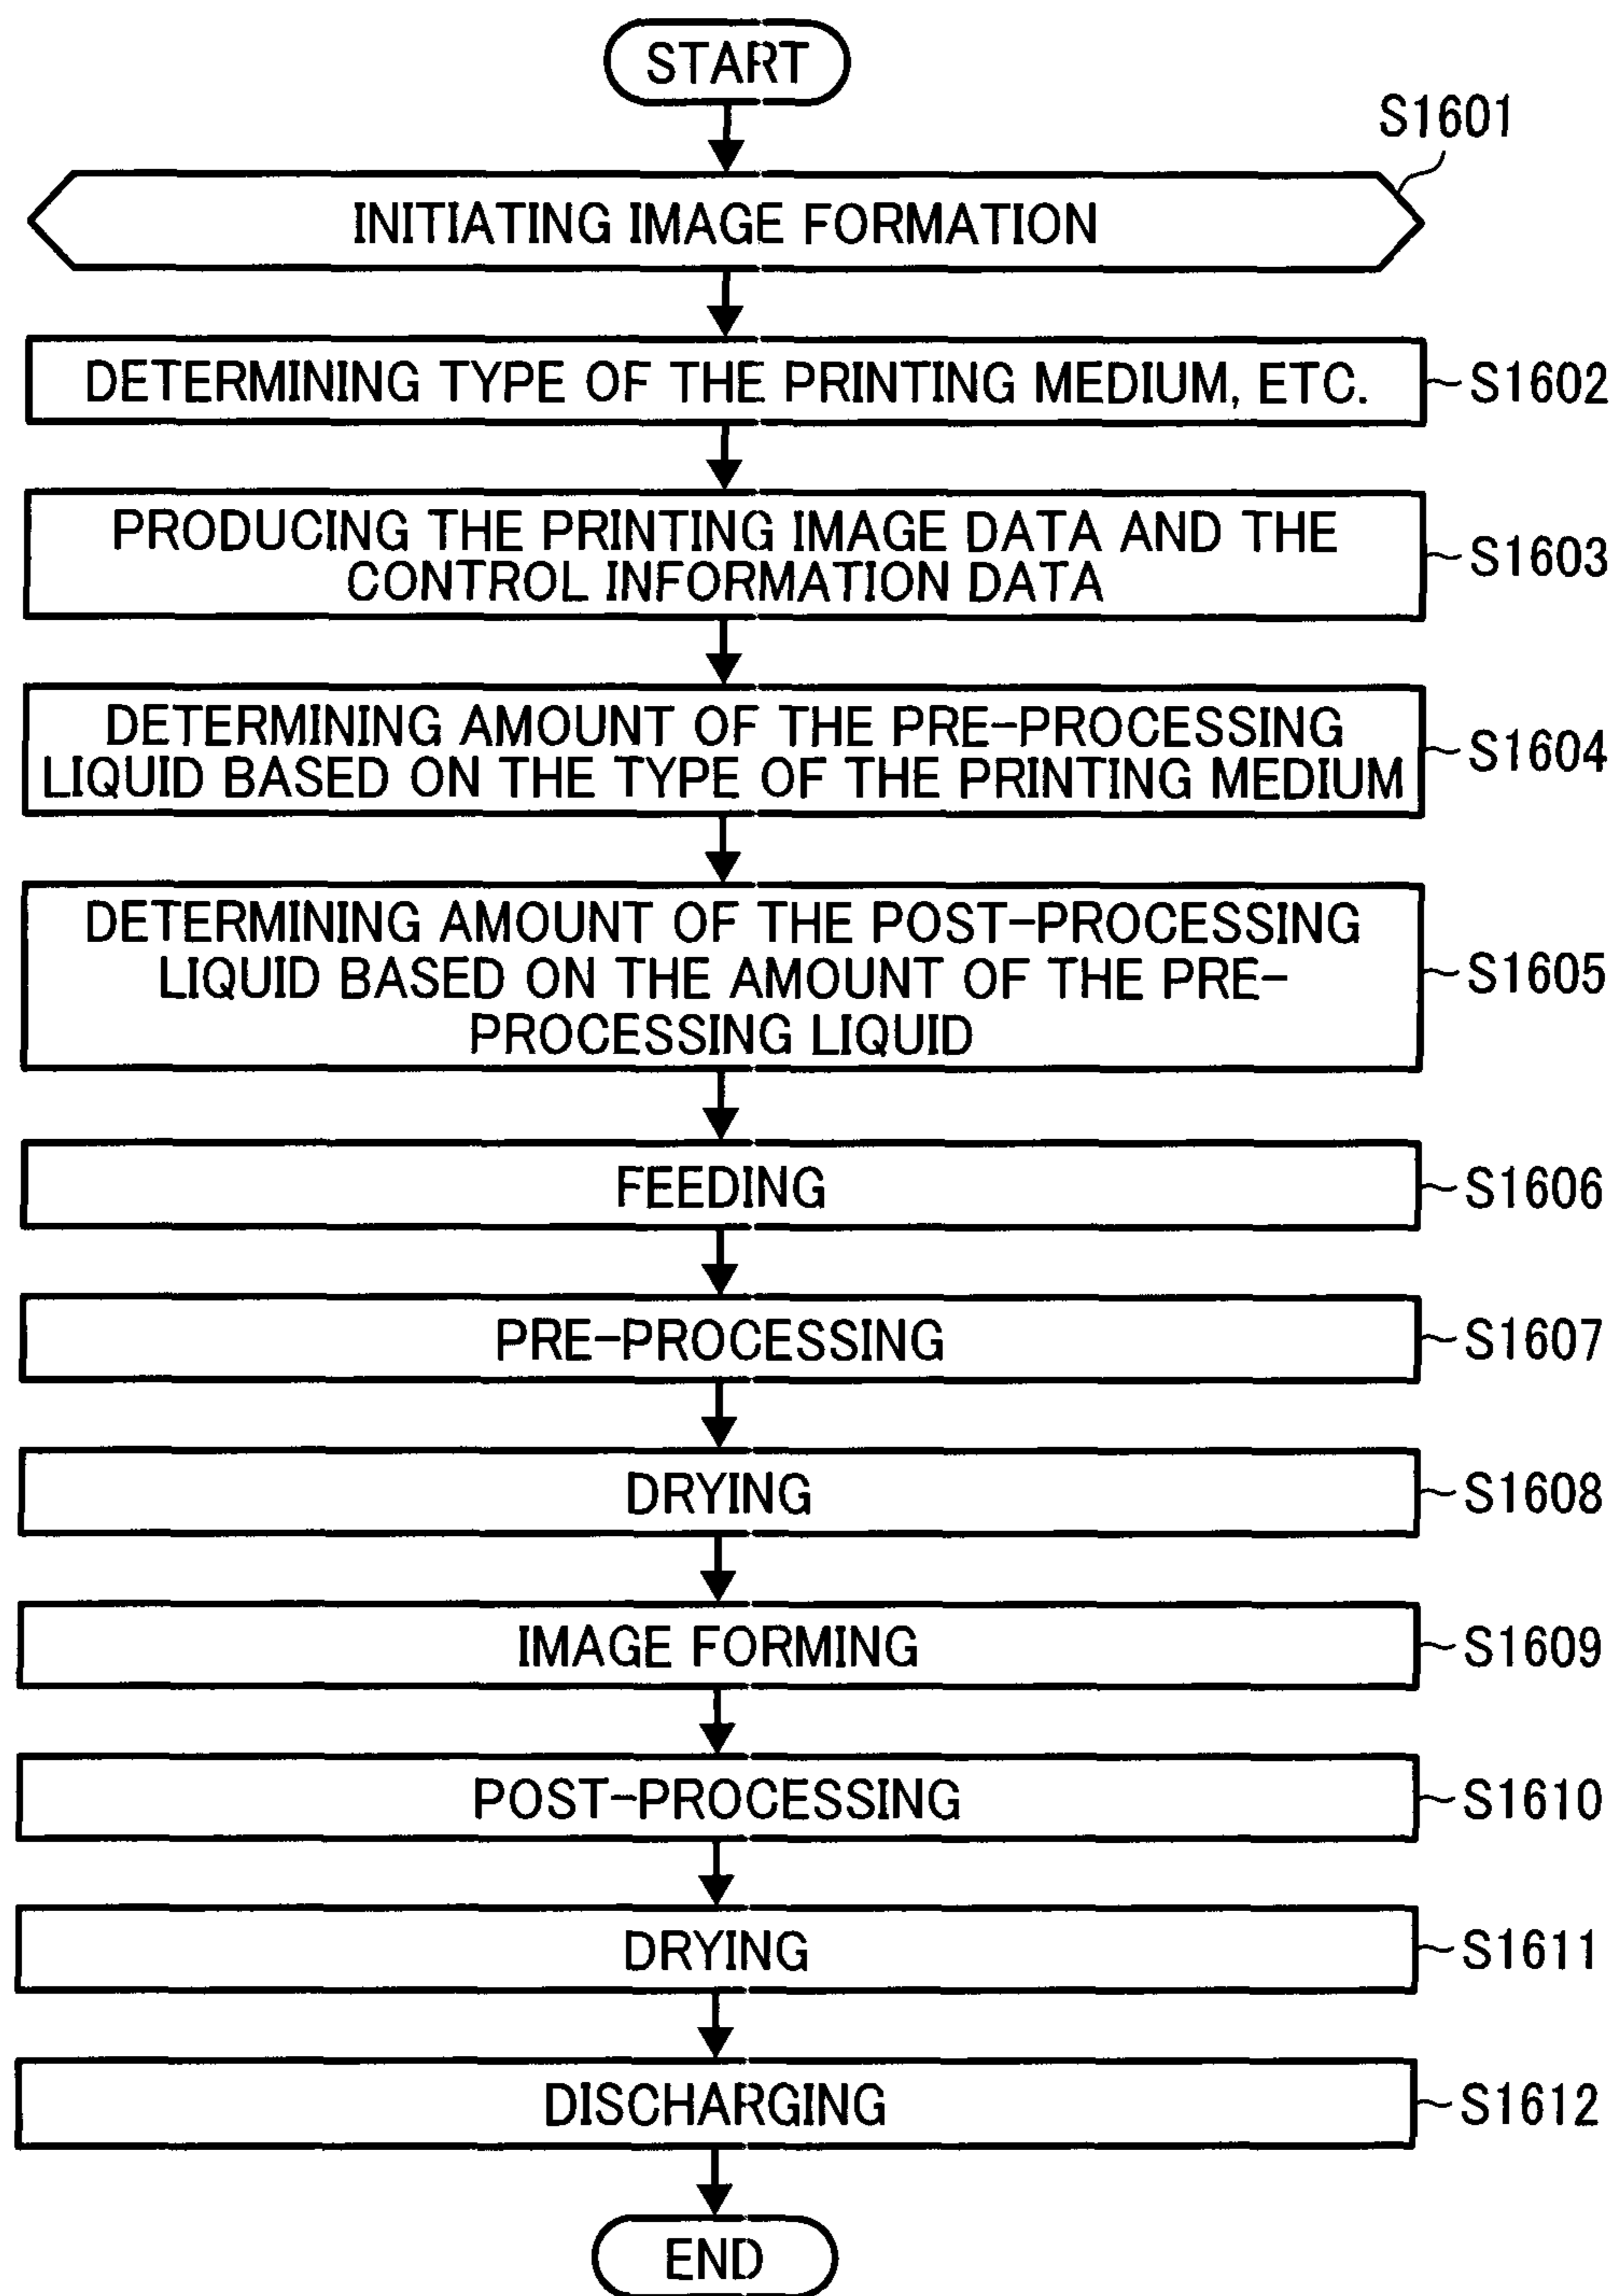 START
S1601
INITIATING IMAGE FORMATION
DETERMINING TYPE OF THE PRINTING MEDIUM, ETC.
S1602
PRODUCING THE PRINTING IMAGE DATA AND THE
CONTROL INFORMATION DATA
S1603
DETERMINING AMOUNT OF THE PRE-PROCESSING
LIQUID BASED ON THE TYPE OF THE PRINTING MEDIUM
S1604
DETERMINING AMOUNT OF THE POST-PROCESSING
LIQUID BASED ON THE AMOUNT OF THE PRE-
PROCESSING LIQUID
S1605
FEEDING
S1606
PRE-PROCESSING
S1607
DRYING
S1608
IMAGE FORMING
S1609
POST-PROCESSING
S1610
DRYING
S1611
DISCHARGING
S1612
END